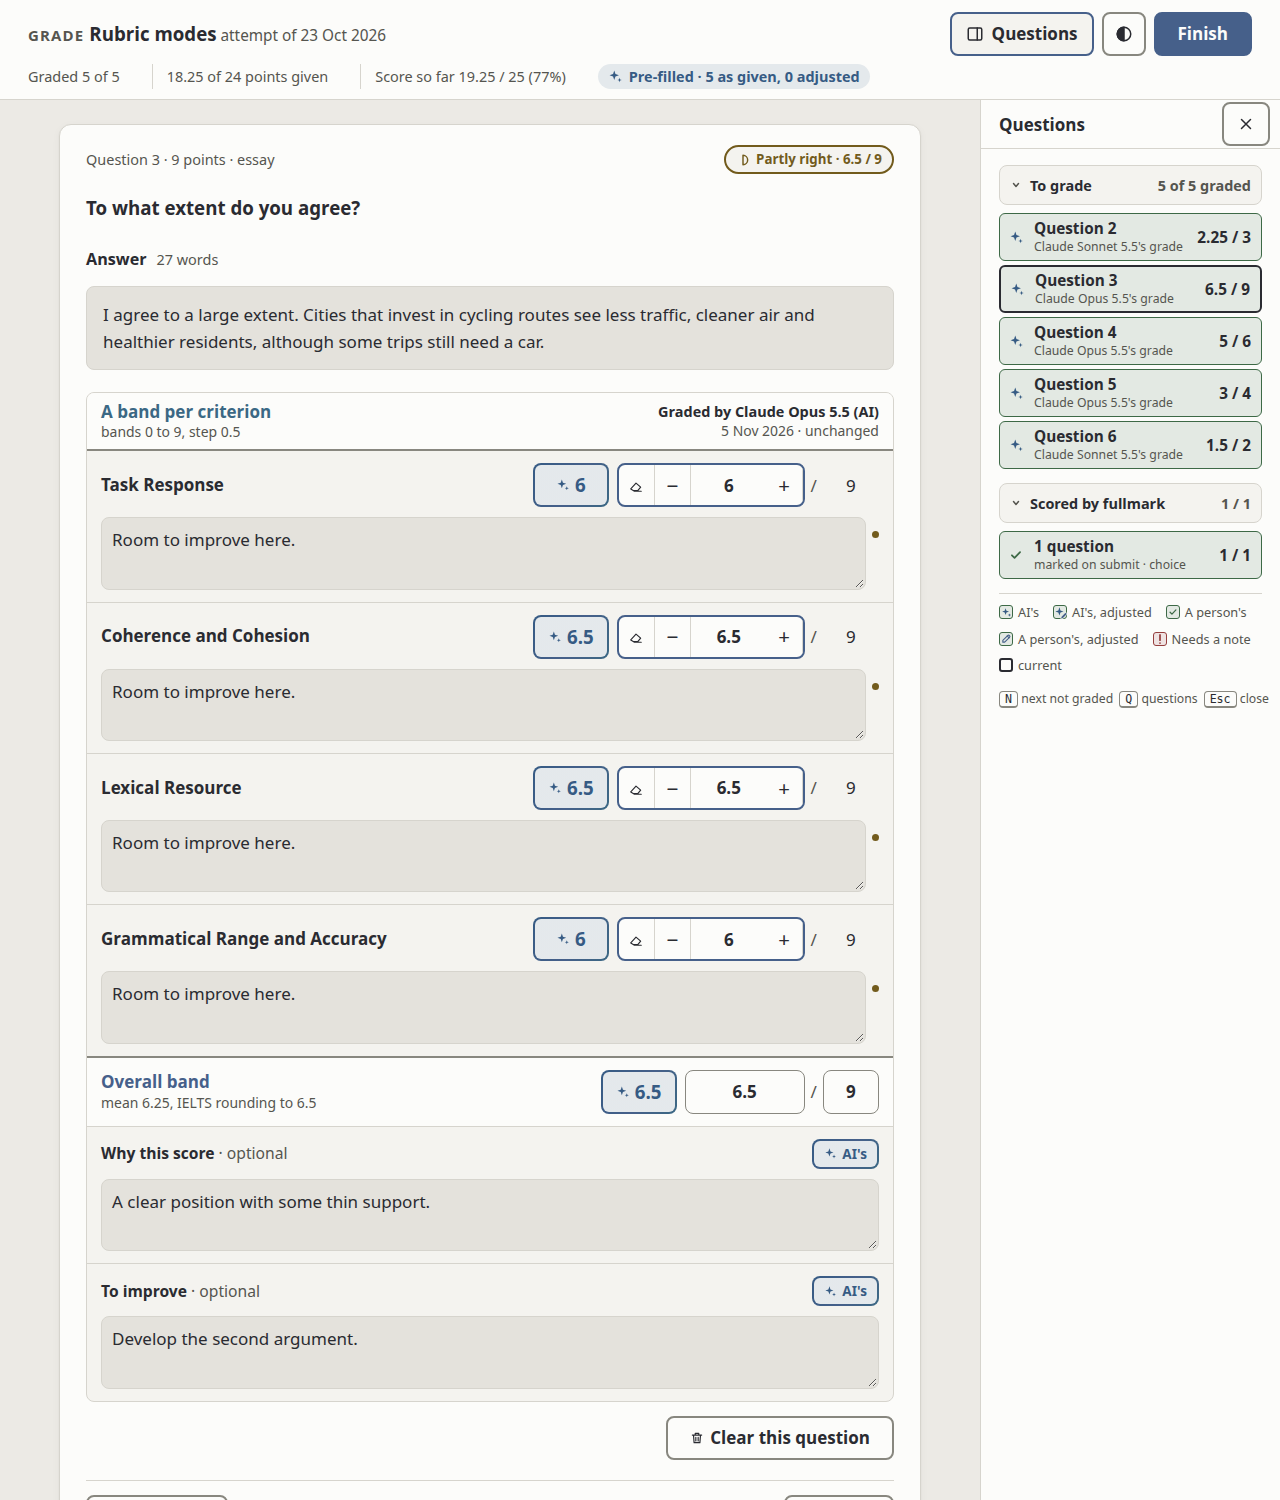 GRADE Rubric modes attempt of 23 Oct 2026
Questions
Finish
Graded 5 of 5
18.25 of 24 points given
Score so far 19.25 / 25 (77%)
Pre-filled · 5 as given, 0 adjusted
Question 3 · 9 points · essay
Partly right · 6.5 / 9
To what extent do you agree?
Answer 27 words
I agree to a large extent. Cities that invest in cycling routes see less traffic, cleaner air and
healthier residents, although some trips still need a car.
A band per criterion
bands 0 to 9, step 0.5
Graded by Claude Opus 5.5 (AI)
5 Nov 2026 · unchanged
Task Response
6
− 6 + / 9
Room to improve here.
Coherence and Cohesion
6.5
− 6.5 + / 9
Room to improve here.
Lexical Resource
6.5
− 6.5 + / 9
Room to improve here.
Grammatical Range and Accuracy
6
− 6 + / 9
Room to improve here.
Overall band
mean 6.25, IELTS rounding to 6.5
6.5
6.5 / 9
Why this score · optional
AI's
A clear position with some thin support.
To improve · optional
AI's
Develop the second argument.
Clear this question
Questions
To grade
5 of 5 graded
Question 2
Claude Sonnet 5.5's grade
2.25 / 3
Question 3
Claude Opus 5.5's grade
6.5 / 9
Question 4
Claude Opus 5.5's grade
5 / 6
Question 5
Claude Opus 5.5's grade
3 / 4
Question 6
Claude Sonnet 5.5's grade
1.5 / 2
Scored by fullmark
1 / 1
1 question
marked on submit · choice
1 / 1
AI's
AI's, adjusted
A person's
A person's, adjusted
Needs a note
current
N next not graded Q questions Esc close